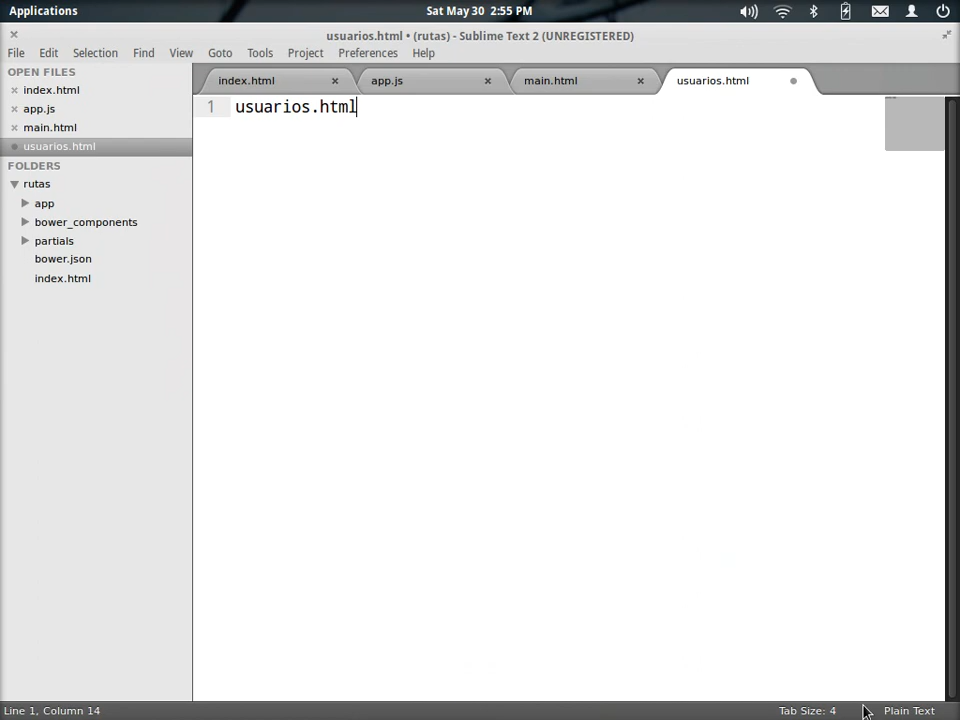 Applications
Sat May 30 2:55 PM
usuarios.html • (rutas) - Sublime Text 2 (UNREGISTERED)
File Edit Selection Find View Goto Tools Project Preferences Help
OPEN FILES
index.html
app.js
main.html
usuarios.html
FOLDERS
rutas
app
bower_components
partials
bower.json
index.html
index.html app.js main.html usuarios.html
1 usuarios.html
Line 1, Column 14
Tab Size: 4
Plain Text